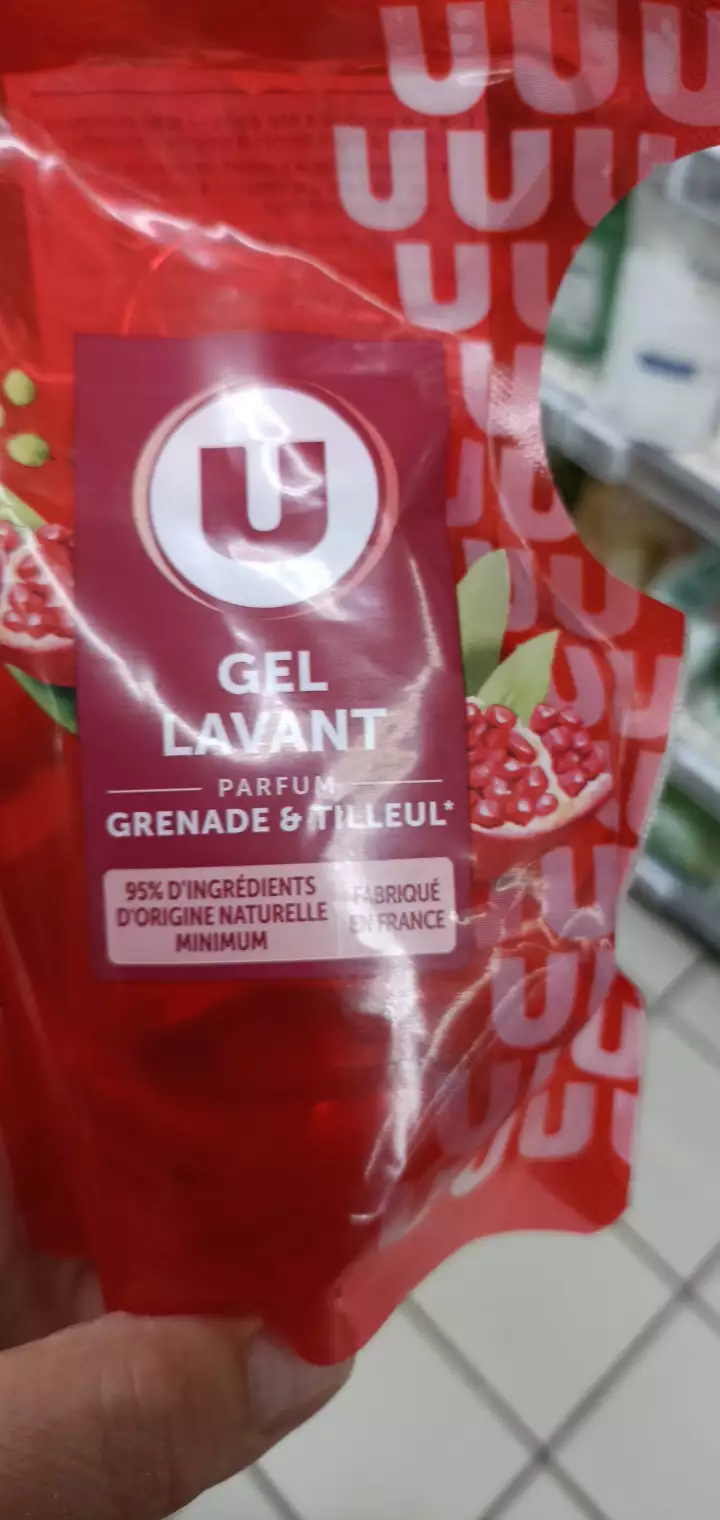 U
GEL
LAVANT
PARFUM
GRENADE & TILLEUL*
95% D'INGRÉDIENTS
D'ORIGINE NATURELLE
MINIMUM
FABRIQUÉ
EN FRANCE